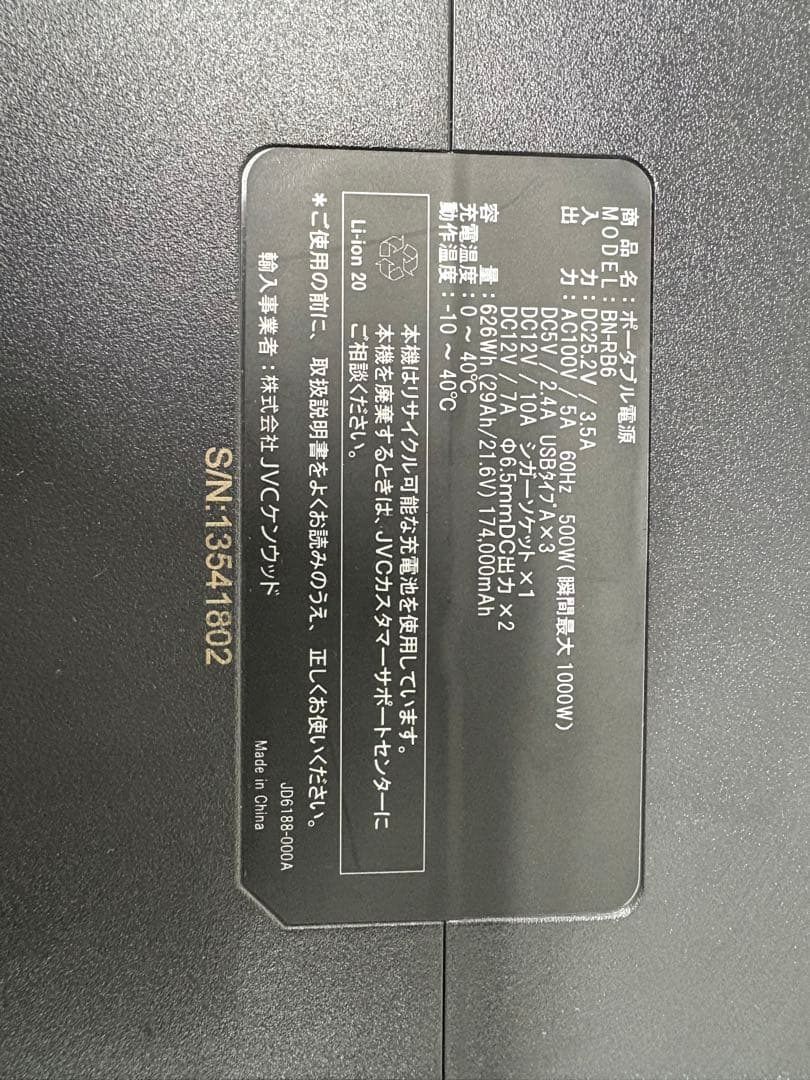 商品名:ポータブル電源
MODEL:BN-RB6
入力:DC25.2V / 3.5A
出力:AC100V / 5A 60Hz 500W(瞬間最大1000W)
DC5V / 2.4A USBタイプA×3
DC12V / 10A シガーソケット×1
DC12V / 7A Φ6.5mmDC出力×2
容量:626Wh (29Ah/21.6V) 174,000mAh
充電温度:0 ~ 40℃
動作温度:-10 ~ 40℃
Li-ion 20
本機はリサイクル可能な充電池を使用しています。
本機を廃棄するときは、JVCカスタマーサポートセンターに
ご相談ください。
*ご使用の前に、取扱説明書をよくお読みのうえ、正しくお使いください。
JD6188-000A
輸入事業者:株式会社JVCケンウッド
Made in China
S/N:13541802